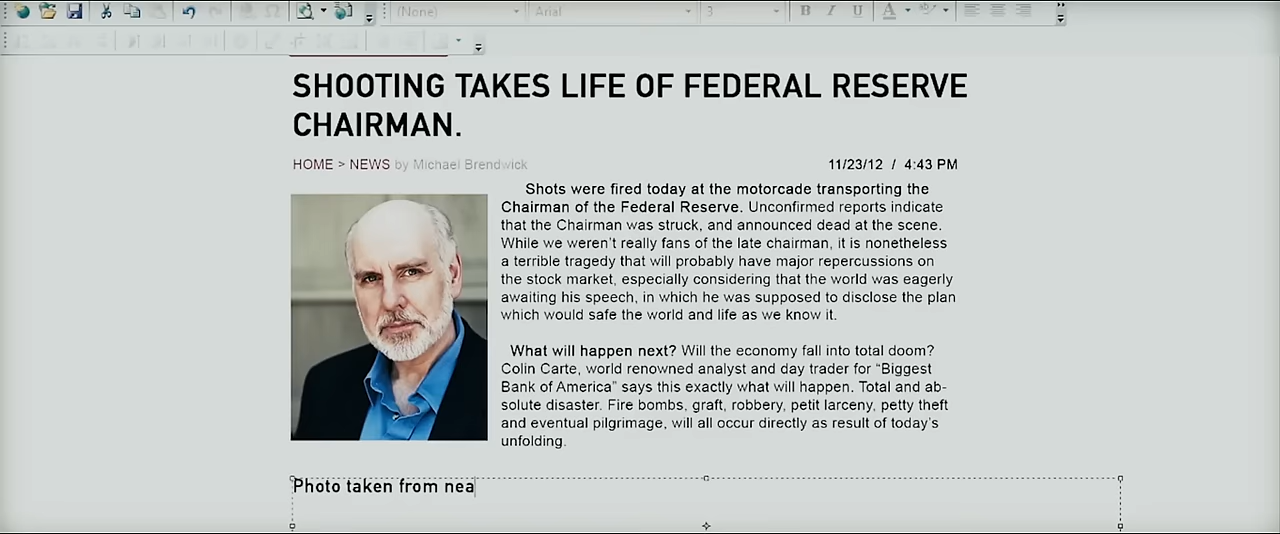 (None) Arial 3 B I U A
SHOOTING TAKES LIFE OF FEDERAL RESERVE
CHAIRMAN.
HOME > NEWS by Michael Brendwick 11/23/12 / 4:43 PM
Shots were fired today at the motorcade transporting the
Chairman of the Federal Reserve. Unconfirmed reports indicate
that the Chairman was struck, and announced dead at the scene.
While we weren't really fans of the late chairman, it is nonetheless
a terrible tragedy that will probably have major repercussions on
the stock market, especially considering that the world was eagerly
awaiting his speech, in which he was supposed to disclose the plan
which would safe the world and life as we know it.
What will happen next? Will the economy fall into total doom?
Colin Carte, world renowned analyst and day trader for “Biggest
Bank of America” says this exactly what will happen. Total and ab-
solute disaster. Fire bombs, graft, robbery, petit larceny, petty theft
and eventual pilgrimage, will all occur directly as result of today's
unfolding.
Photo taken from nea